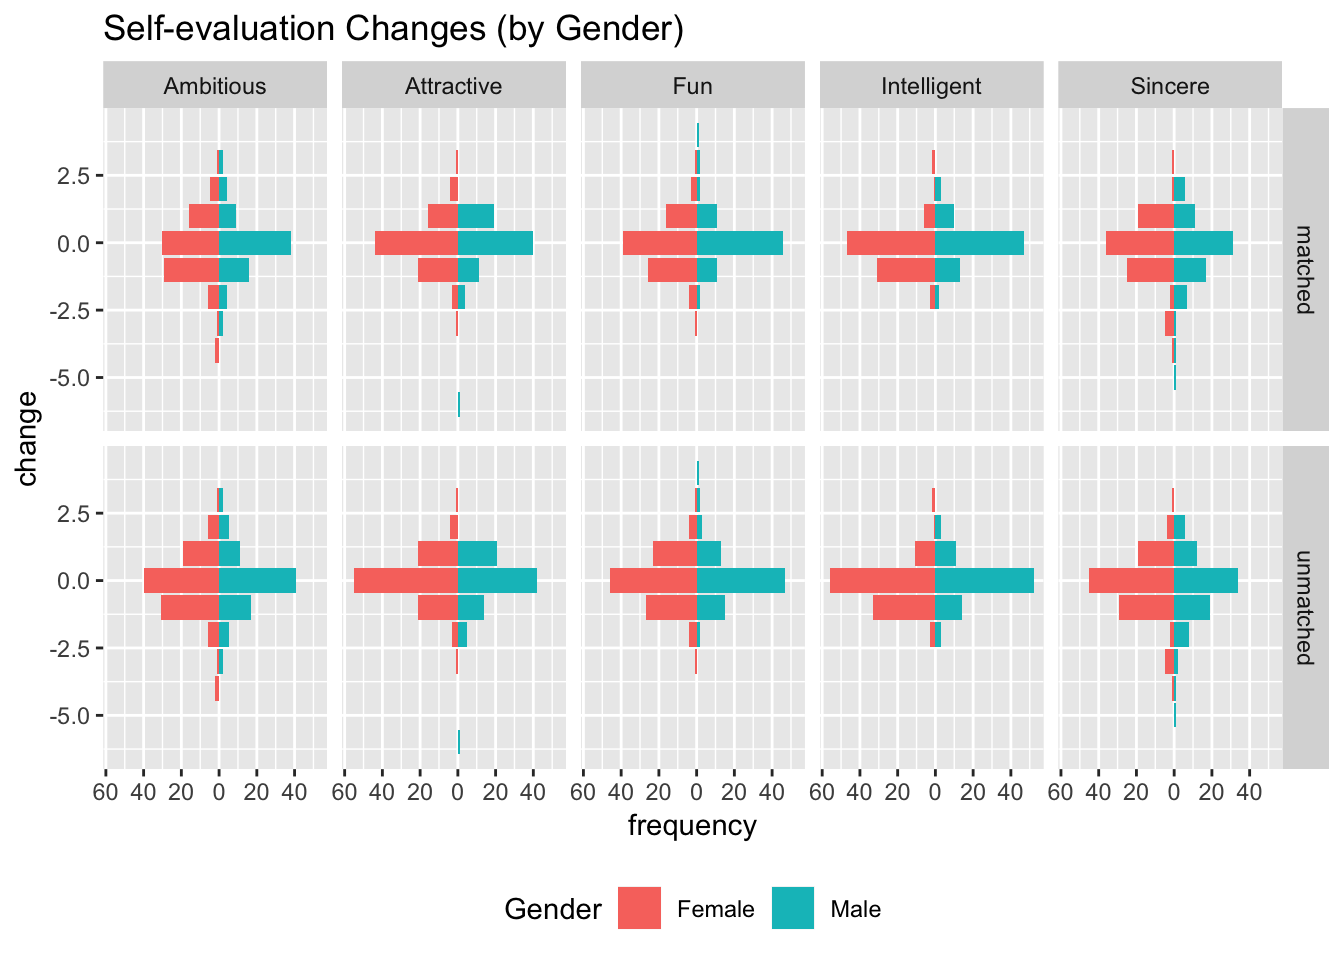 Self-evaluation Changes (by Gender)
Ambitious Attractive Fun Intelligent Sincere
2.5
0.0
-2.5
-5.0
matched
change
2.5
0.0
-2.5
-5.0
unmatched
60 40 20 0 20 40 60 40 20 0 20 40 60 40 20 0 20 40 60 40 20 0 20 40 60 40 20 0 20 40
frequency
Gender Female Male